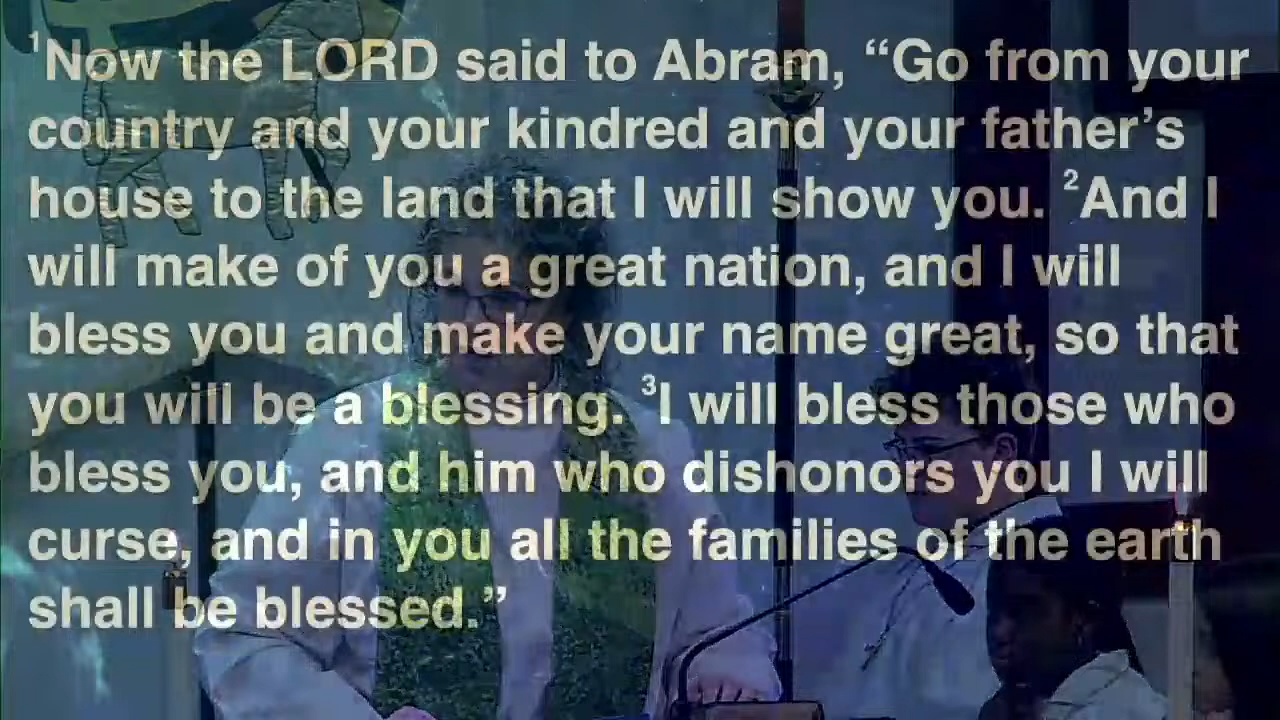 ¹Now the LORD said to Abram, “Go from your
country and your kindred and your father’s
house to the land that I will show you. ²And I
will make of you a great nation, and I will
bless you and make your name great, so that
you will be a blessing. ³I will bless those who
bless you, and him who dishonors you I will
curse, and in you all the families of the earth
shall be blessed.”